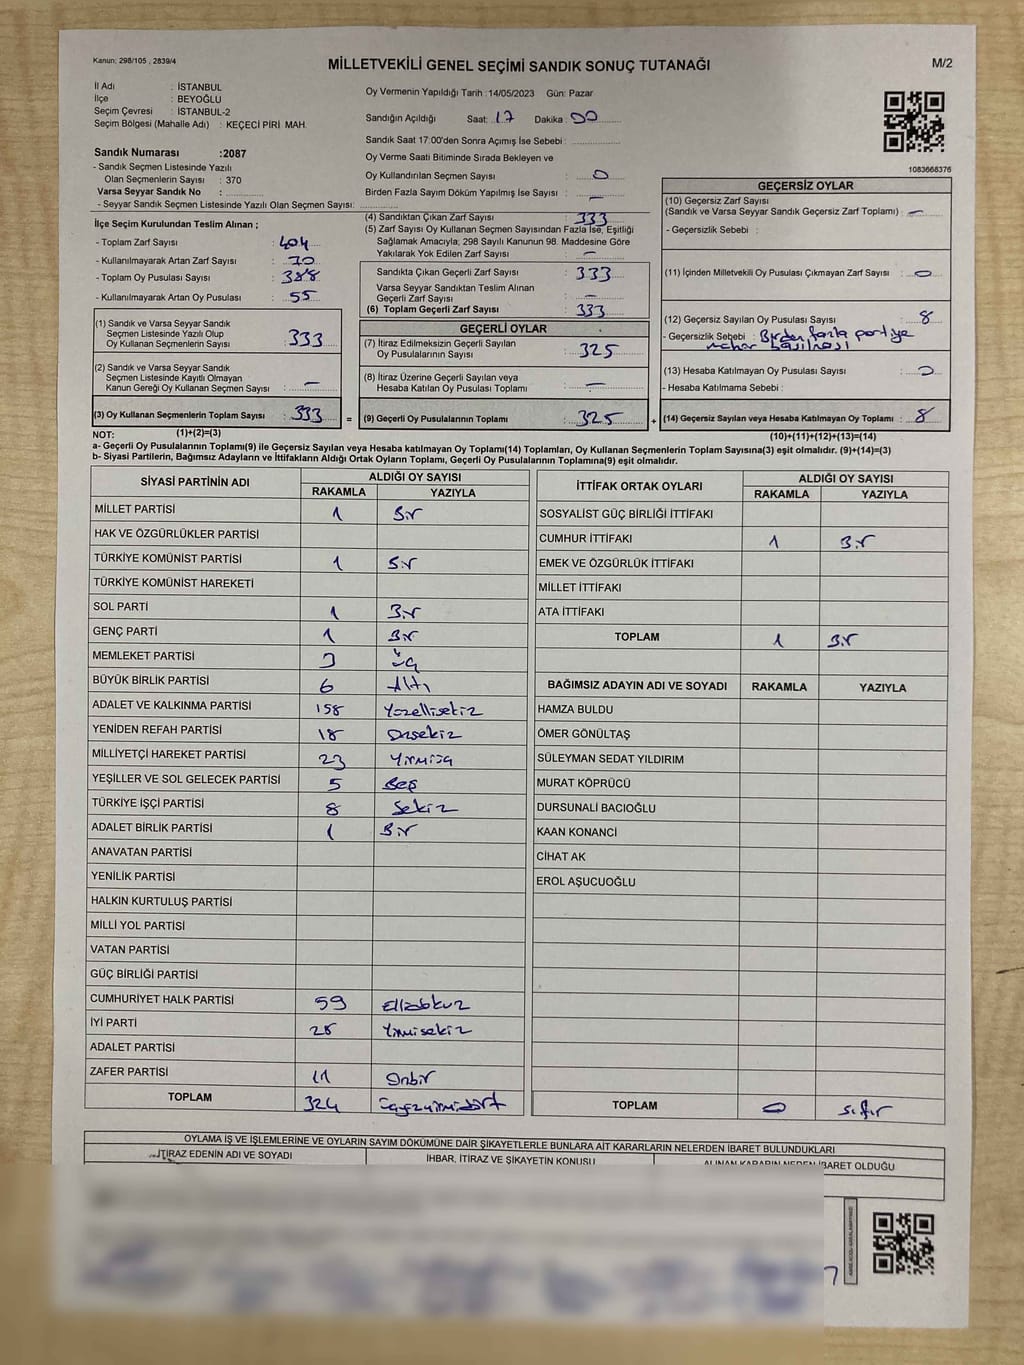 Kanun; 298/105 , 2839/4
MİLLETVEKİLİ GENEL SEÇİMİ SANDIK SONUÇ TUTANAĞI
M/2
İl Adı : İSTANBUL
İlçe : BEYOĞLU
Seçim Çevresi : İSTANBUL-2
Seçim Bölgesi (Mahalle Adı) : KEÇECİ PİRİ MAH.
Sandık Numarası :2087
- Sandık Seçmen Listesinde Yazılı
Olan Seçmenlerin Sayısı : 370
Varsa Seyyar Sandık No :
- Seyyar Sandık Seçmen Listesinde Yazılı Olan Seçmen Sayısı:
Oy Vermenin Yapıldığı Tarih :14/05/2023 Gün: Pazar
Sandığın Açıldığı Saat: 17 Dakika 00
Sandık Saat 17:00'den Sonra Açımış İse Sebebi :
Oy Verme Saati Bitiminde Sırada Bekleyen ve
Oy Kullandırılan Seçmen Sayısı : 0
Birden Fazla Sayım Döküm Yapılmış İse Sayısı : –
1083668376
İlçe Seçim Kurulundan Teslim Alınan ;
- Toplam Zarf Sayısı : 404
- Kullanılmayarak Artan Zarf Sayısı : 70
- Toplam Oy Pusulası Sayısı : 388
- Kullanılmayarak Artan Oy Pusulası : 55
(1) Sandık ve Varsa Seyyar Sandık
Seçmen Listesinde Yazılı Olup
Oy Kullanan Seçmenlerin Sayısı : 333
(2) Sandık ve Varsa Seyyar Sandık
Seçmen Listesinde Kayıtlı Olmayan
Kanun Gereği Oy Kullanan Seçmen Sayısı : –
(3) Oy Kullanan Seçmenlerin Toplam Sayısı : 333 =
(1)+(2)=(3)
(4) Sandıktan Çıkan Zarf Sayısı : 333
(5) Zarf Sayısı Oy Kullanan Seçmen Sayısından Fazla İse, Eşitliği
Sağlamak Amacıyla; 298 Sayılı Kanunun 98. Maddesine Göre
Yakılarak Yok Edilen Zarf Sayısı : –
Sandıkta Çıkan Geçerli Zarf Sayısı : 333
Varsa Seyyar Sandıktan Teslim Alınan
Geçerli Zarf Sayısı : –
(6) Toplam Geçerli Zarf Sayısı : 333
GEÇERLİ OYLAR
(7) İtiraz Edilmeksizin Geçerli Sayılan
Oy Pusulalarının Sayısı : 325
(8) İtiraz Üzerine Geçerli Sayılan veya
Hesaba Katılan Oy Pusulası Sayısı : –
(9) Geçerli Oy Pusulalarının Toplamı : 325 +
GEÇERSİZ OYLAR
(10) Geçersiz Zarf Sayısı
(Sandık ve Varsa Seyyar Sandık Geçersiz Zarf Toplamı) : –
- Geçersizlik Sebebi :
(11) İçinden Milletvekili Oy Pusulası Çıkmayan Zarf Sayısı : 0
(12) Geçersiz Sayılan Oy Pusulası Sayısı : 8
- Geçersizlik Sebebi : Birden fazla partiye
mühür basılması
(13) Hesaba Katılmayan Oy Pusulası Sayısı : 0
- Hesaba Katılmama Sebebi :
(14) Geçersiz Sayılan veya Hesaba Katılmayan Oy Toplamı : 8
(10)+(11)+(12)+(13)=(14)
NOT:
a- Geçerli Oy Pusulalarının Toplamı(9) ile Geçersiz Sayılan veya Hesaba katılmayan Oy Toplamı(14) Toplamları, Oy Kullanan Seçmenlerin Toplam Sayısına(3) eşit olmalıdır. (9)+(14)=(3)
b- Siyasi Partilerin, Bağımsız Adayların ve İttifakların Aldığı Ortak Oyların Toplamı, Geçerli Oy Pusulalarının Toplamına(9) eşit olmalıdır.
SİYASİ PARTİNİN ADI ALDIĞI OY SAYISI
RAKAMLA YAZIYLA
MİLLET PARTİSİ 1 Bir
HAK VE ÖZGÜRLÜKLER PARTİSİ
TÜRKİYE KOMÜNİST PARTİSİ 1 Bir
TÜRKİYE KOMÜNİST HAREKETİ
SOL PARTİ 1 Bir
GENÇ PARTİ 1 Bir
MEMLEKET PARTİSİ 3 Üç
BÜYÜK BİRLİK PARTİSİ 6 Altı
ADALET VE KALKINMA PARTİSİ 158 Yüzellisekiz
YENİDEN REFAH PARTİSİ 18 Onsekiz
MİLLİYETÇİ HAREKET PARTİSİ 23 Yirmiüç
YEŞİLLER VE SOL GELECEK PARTİSİ 5 Beş
TÜRKİYE İŞÇİ PARTİSİ 8 Sekiz
ADALET BİRLİK PARTİSİ 1 Bir
ANAVATAN PARTİSİ
YENİLİK PARTİSİ
HALKIN KURTULUŞ PARTİSİ
MİLLİ YOL PARTİSİ
VATAN PARTİSİ
GÜÇ BİRLİĞİ PARTİSİ
CUMHURİYET HALK PARTİSİ 59 Ellidokuz
İYİ PARTİ 28 Yirmisekiz
ADALET PARTİSİ
ZAFER PARTİSİ 11 Onbir
TOPLAM 324 Üçyüzyirmidört
İTTİFAK ORTAK OYLARI ALDIĞI OY SAYISI
RAKAMLA YAZIYLA
SOSYALİST GÜÇ BİRLİĞİ İTTİFAKI
CUMHUR İTTİFAKI 1 Bir
EMEK VE ÖZGÜRLÜK İTTİFAKI
MİLLET İTTİFAKI
ATA İTTİFAKI
TOPLAM 1 Bir
BAĞIMSIZ ADAYIN ADI VE SOYADI RAKAMLA YAZIYLA
HAMZA BULDU
ÖMER GÖNÜLTAŞ
SÜLEYMAN SEDAT YILDIRIM
MURAT KÖPRÜCÜ
DURSUNALİ BACIOĞLU
KAAN KONANCİ
CİHAT AK
EROL AŞUCUOĞLU
TOPLAM 0 sıfır
OYLAMA İŞ VE İŞLEMLERİNE VE OYLARIN SAYIM DÖKÜMÜNE DAİR ŞİKAYETLERLE BUNLARA AİT KARARLARIN NELERDEN İBARET BULUNDUKLARI
İTİRAZ EDENİN ADI VE SOYADI İHBAR, İTİRAZ VE ŞİKAYETİN KONUSU ALINAN KARARIN NEDEN İBARET OLDUĞU